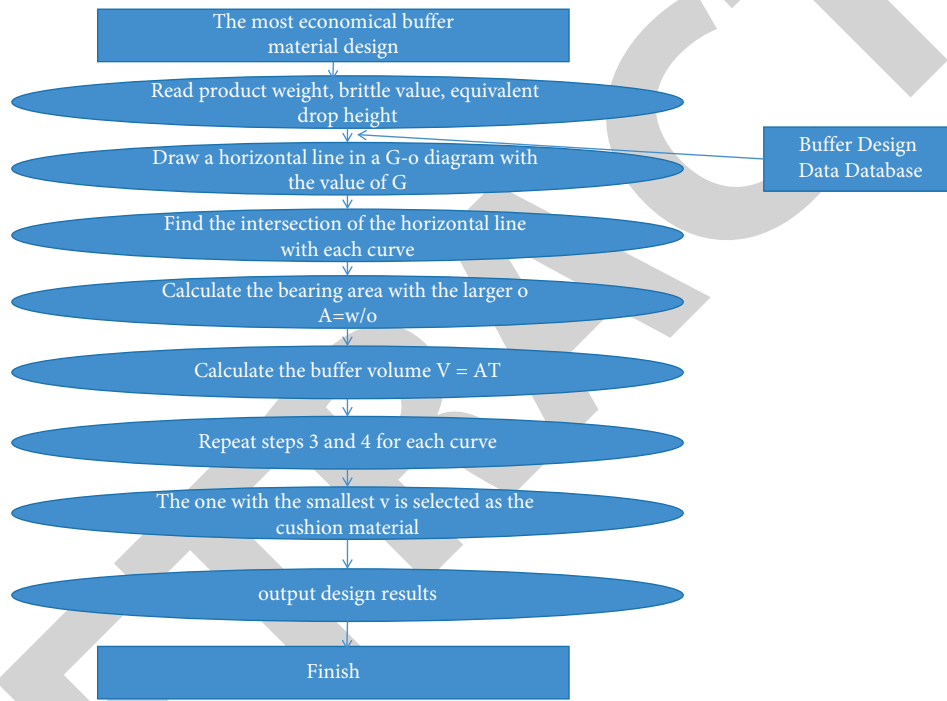 The most economical buffer
material design
Read product weight, brittle value, equivalent
drop height
Buffer Design
Data Database
Draw a horizontal line in a G-o diagram with
the value of G
Find the intersection of the horizontal line
with each curve
Calculate the bearing area with the larger o
A=w/o
Calculate the buffer volume V = AT
Repeat steps 3 and 4 for each curve
The one with the smallest v is selected as the
cushion material
output design results
Finish